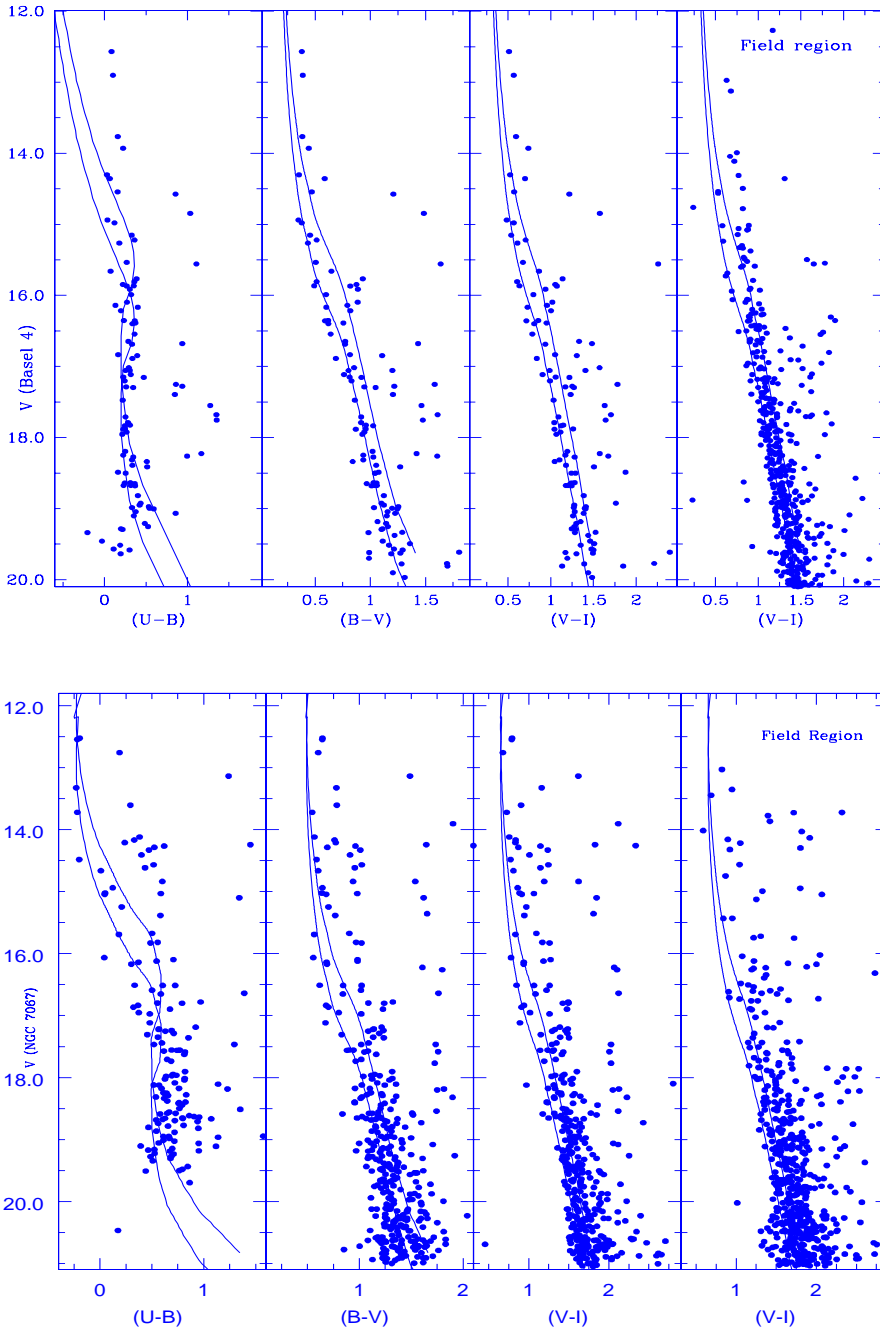 12.0
14.0
16.0
18.0
20.0
V (Basel 4)
Field region
0 1
0.5 1 1.5
0.5 1 1.5
0.5 1 1.5 2
(U−B)
(B−V)
(V−I)
(V−I)
12.0
14.0
16.0
18.0
20.0
V (NGC 7067)
Field Region
0 1
1 2
1 2
1 2
(U-B)
(B-V)
(V-I)
(V-I)